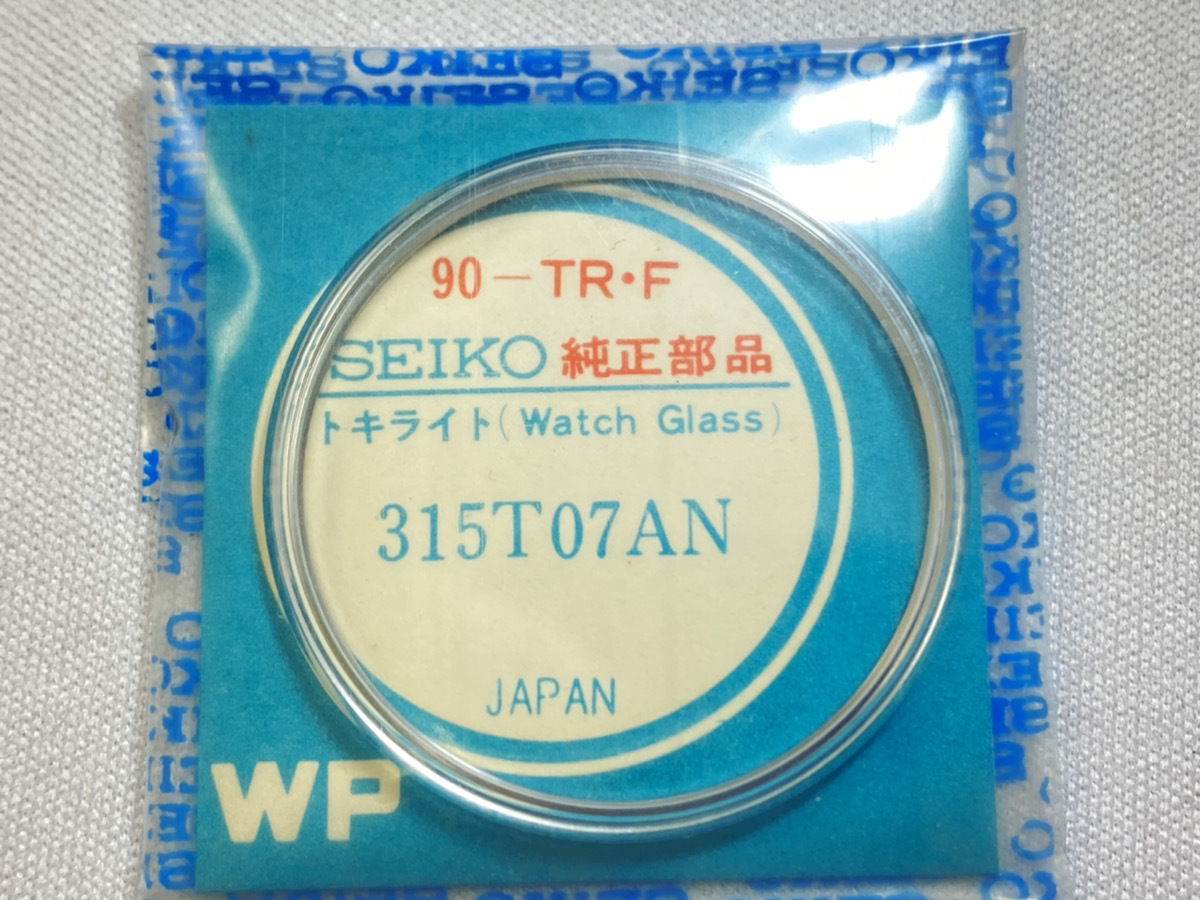 90-TR·F
SEIKO 純正部品
トキライト(Watch Glass)
315T07AN
JAPAN
WP